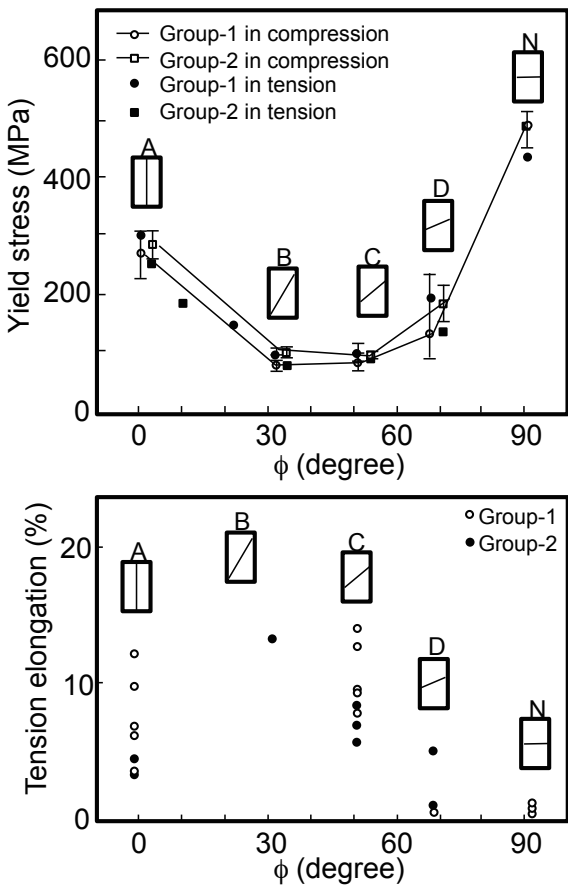 Group-1 in compression
Group-2 in compression
Group-1 in tension
Group-2 in tension
Yield stress (MPa)
600
400
200
0
A
B
C
D
N
0 30 60 90
ϕ (degree)
Tension elongation (%)
20
10
0
Group-1
Group-2
A
B
C
D
N
0 30 60 90
ϕ (degree)